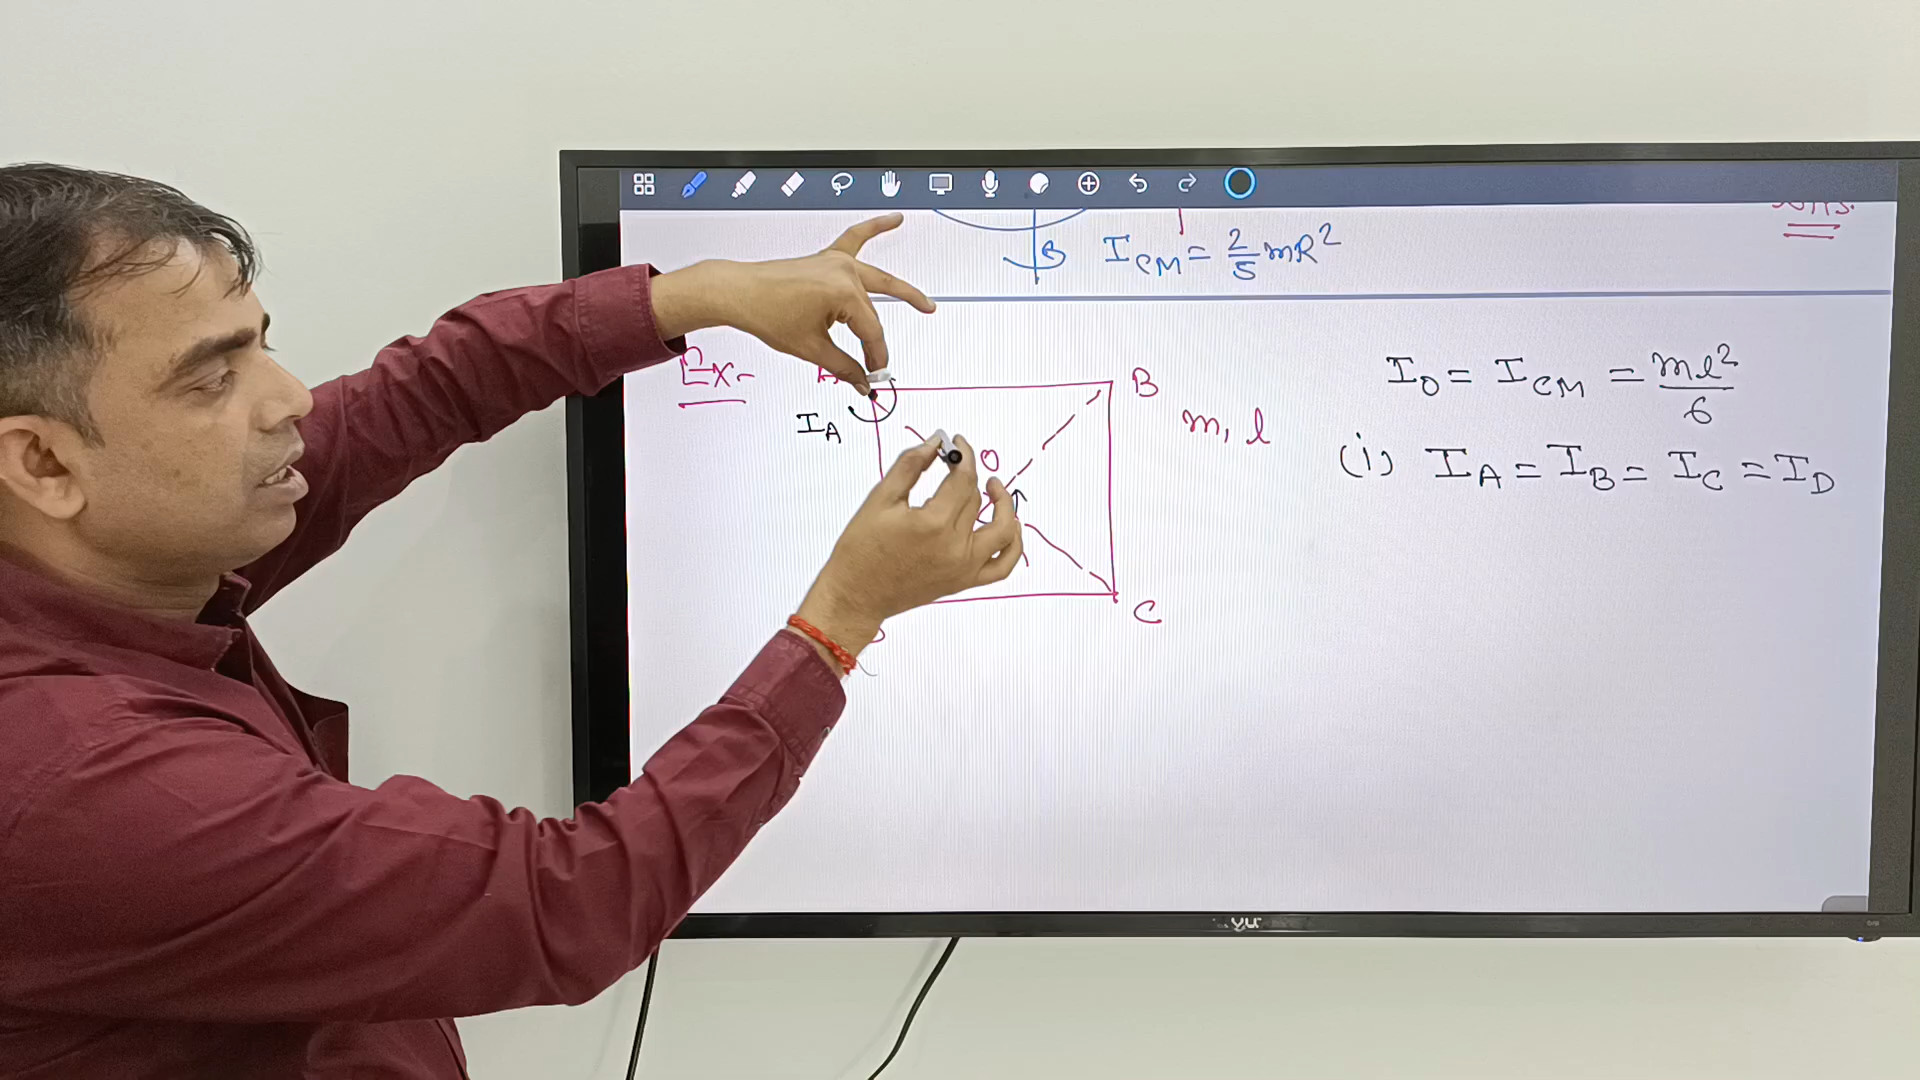 B I_CM = 2/5 mR²
Ex- A B
I_O = I_CM = ml²/6
I_A
m, l
O
(i) I_A = I_B = I_C = I_D
C